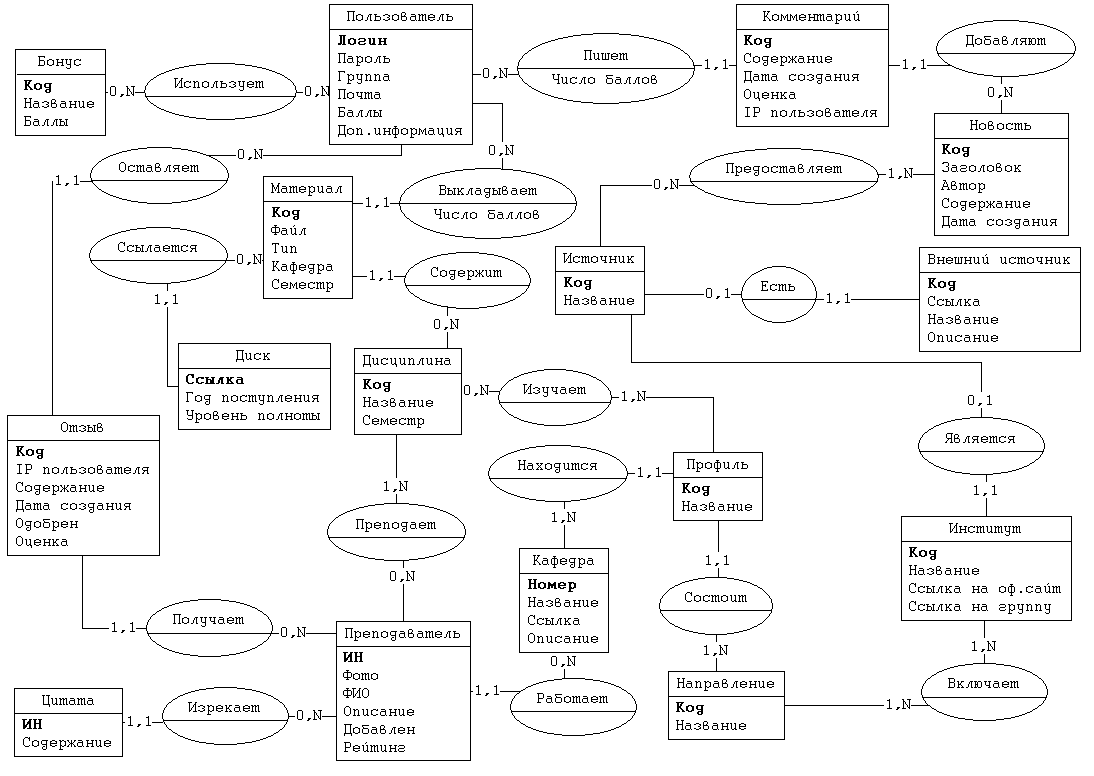 Пользователь
Логин
Пароль
Группа
Почта
Баллы
Доп.информация
Комментарий
Код
Содержание
Дата создания
Оценка
IP пользователя
Бонус
Код
Название
Баллы
0,N
Использует
0,N
0,N
Пишет
Число баллов
1,1
1,1
Добавляют
0,N
Новость
Код
Заголовок
Автор
Содержание
Дата создания
Оставляет
0,N
1,1
0,N
Выкладывает
Число баллов
1,1
Предоставляет
0,N
1,N
Материал
Код
Файл
Тип
Кафедра
Семестр
Ссылается
0,N
1,1
1,1
Содержит
0,N
Источник
Код
Название
0,1
Есть
1,1
Внешний источник
Код
Ссылка
Название
Описание
Диск
Ссылка
Год поступления
Уровень полноты
Дисциплина
Код
Название
Семестр
0,N
Изучает
1,N
0,1
Является
1,1
Отзыв
Код
IP пользователя
Содержание
Дата создания
Одобрен
Оценка
1,N
Преподает
0,N
Находится
1,1
1,N
Профиль
Код
Название
Институт
Код
Название
Ссылка на оф.сайт
Ссылка на группу
Кафедра
Номер
Название
Ссылка
Описание
1,1
Состоит
1,N
1,1
Получает
0,N
Преподаватель
ИН
Фото
ФИО
Описание
Добавлен
Рейтинг
0,N
1,1
Работает
Направление
Код
Название
1,N
Включает
1,N
Цитата
ИН
Содержание
1,1
Изрекает
0,N